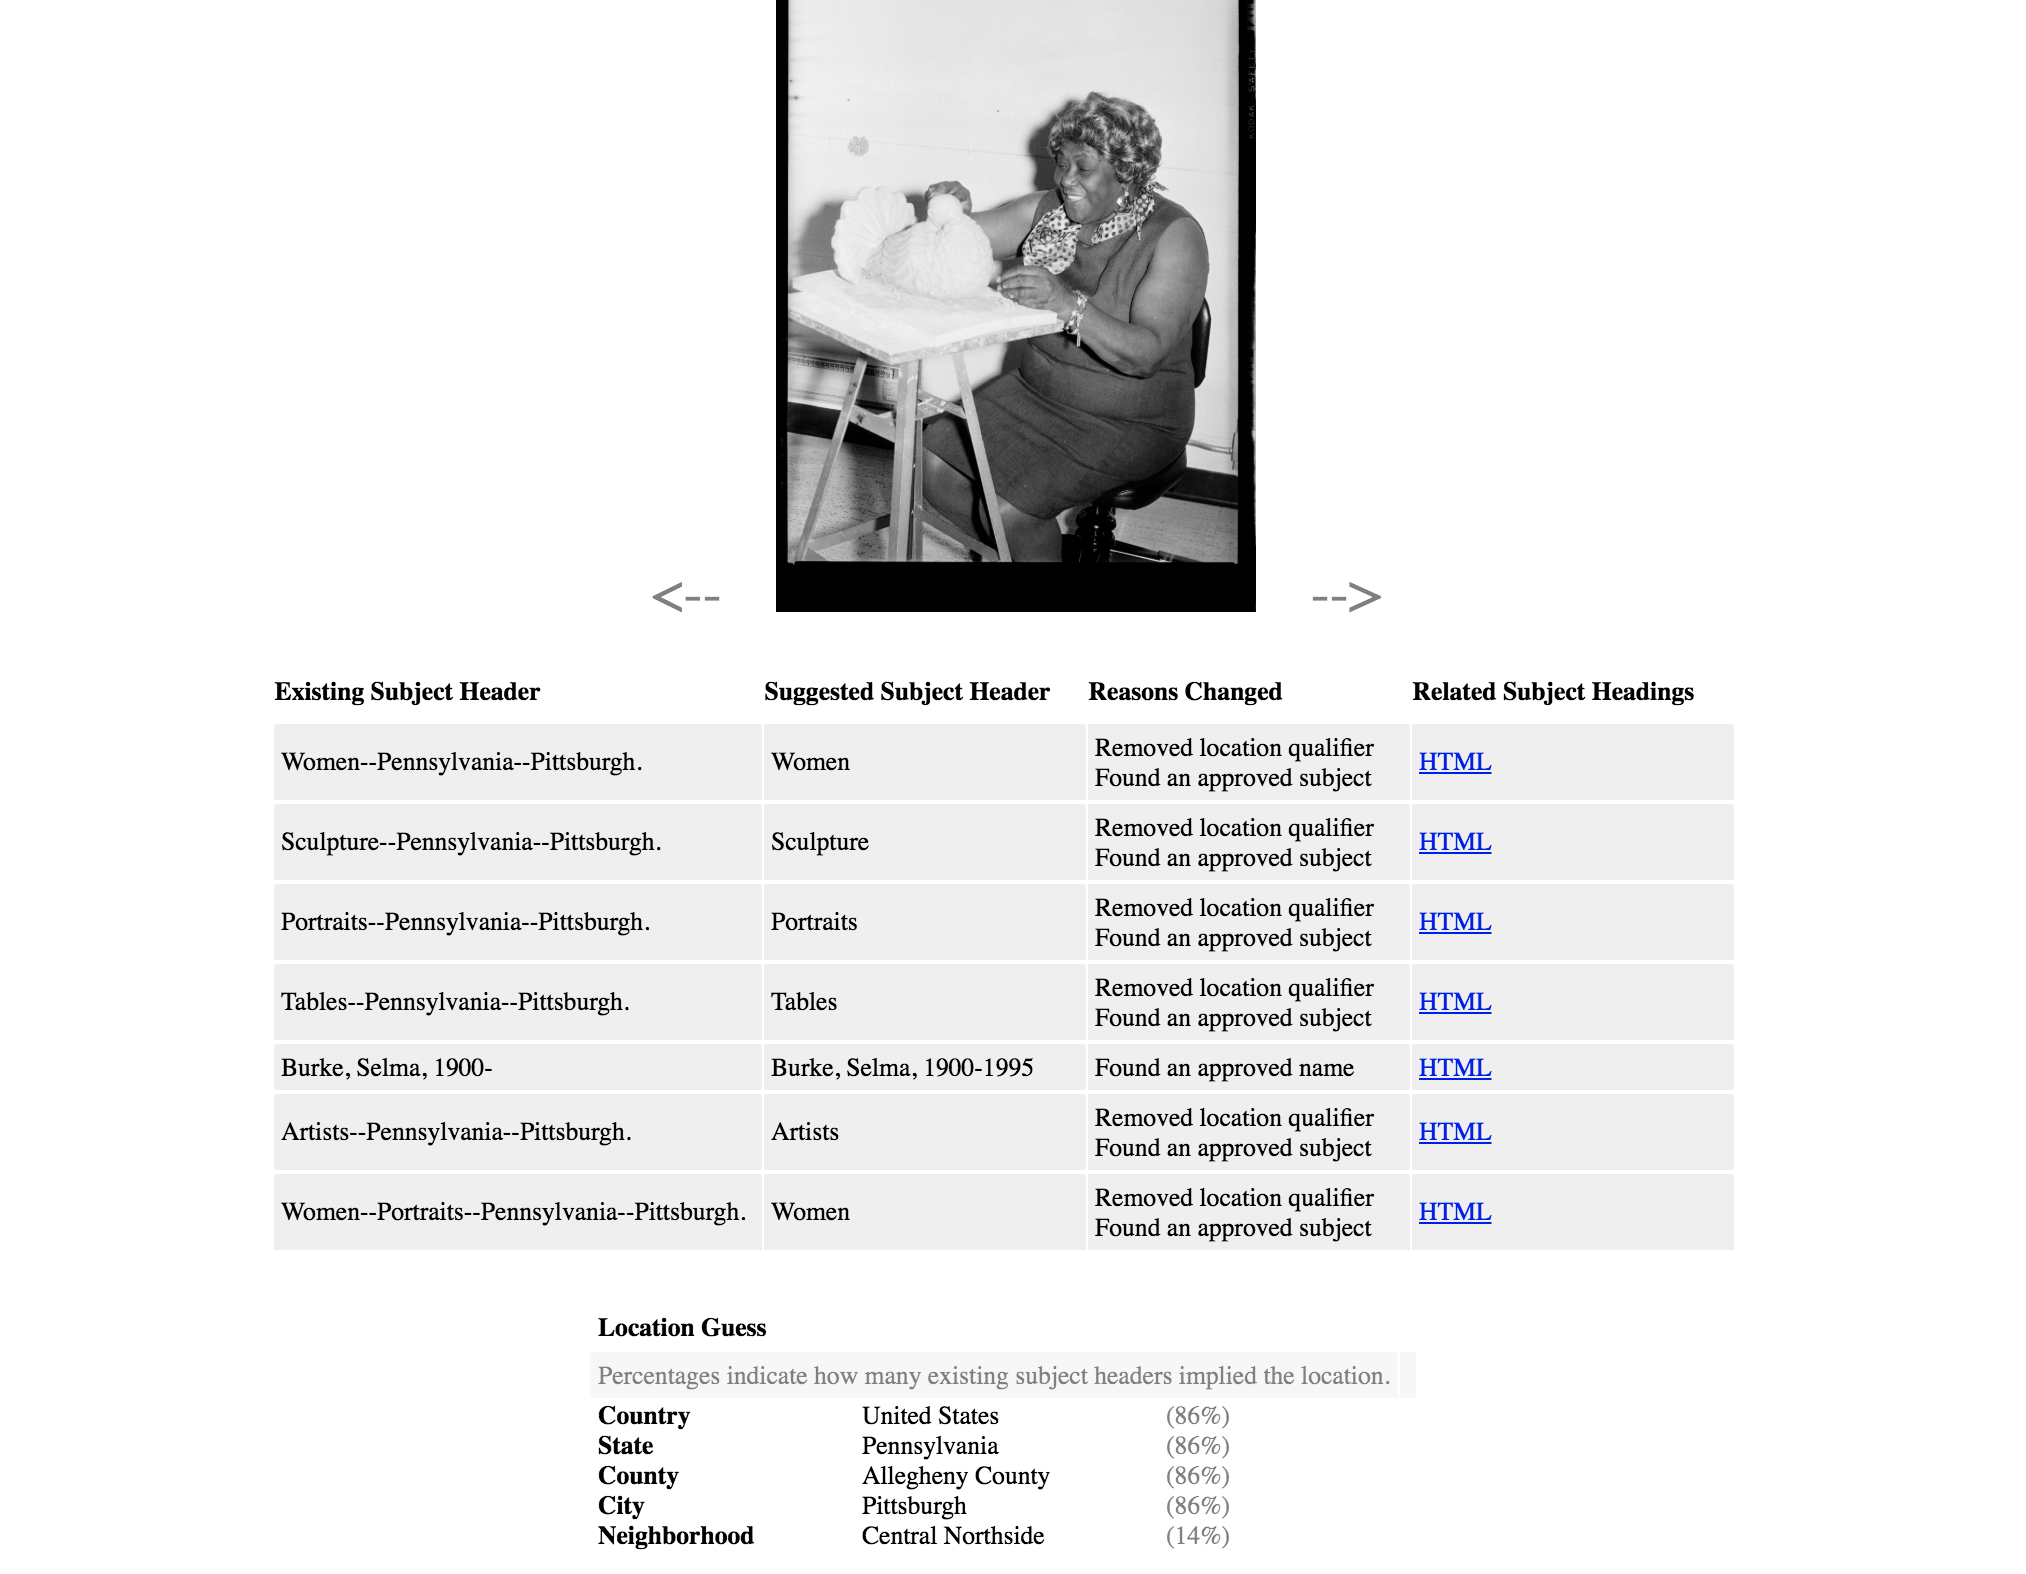 KODAK SAFETY
<--
-->
Existing Subject Header Suggested Subject Header Reasons Changed Related Subject Headings
Women--Pennsylvania--Pittsburgh. Women Removed location qualifier HTML
Found an approved subject
Sculpture--Pennsylvania--Pittsburgh. Sculpture Removed location qualifier HTML
Found an approved subject
Portraits--Pennsylvania--Pittsburgh. Portraits Removed location qualifier HTML
Found an approved subject
Tables--Pennsylvania--Pittsburgh. Tables Removed location qualifier HTML
Found an approved subject
Burke, Selma, 1900- Burke, Selma, 1900-1995 Found an approved name HTML
Artists--Pennsylvania--Pittsburgh. Artists Removed location qualifier HTML
Found an approved subject
Women--Portraits--Pennsylvania--Pittsburgh. Women Removed location qualifier HTML
Found an approved subject
Location Guess
Percentages indicate how many existing subject headers implied the location.
Country United States (86%)
State Pennsylvania (86%)
County Allegheny County (86%)
City Pittsburgh (86%)
Neighborhood Central Northside (14%)